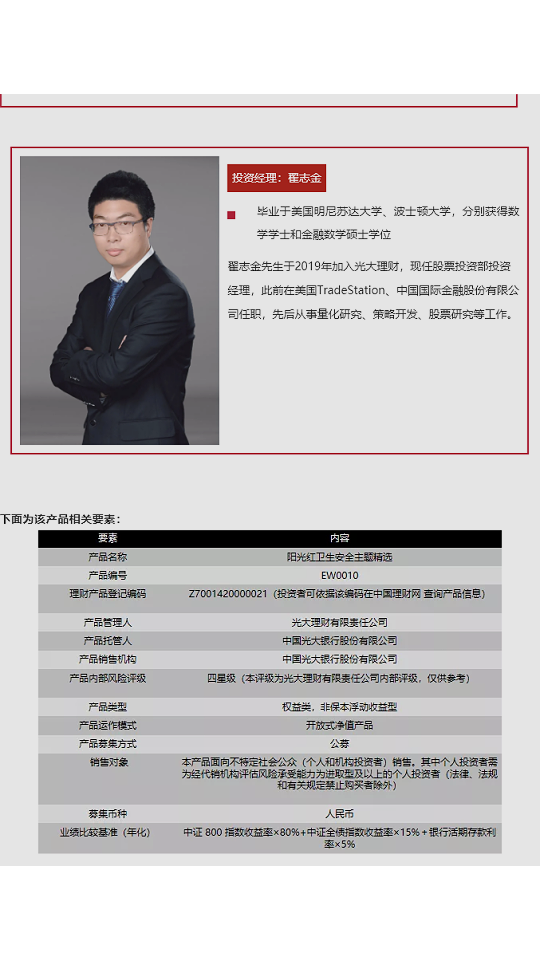 投资经理：翟志金
毕业于美国明尼苏达大学、波士顿大学，分别获得数
学学士和金融数学硕士学位
翟志金先生于2019年加入光大理财，现任股票投资部投资
经理，此前在美国TradeStation、中国国际金融股份有限公
司任职，先后从事量化研究、策略开发、股票研究等工作。
下面为该产品相关要素：
要素 内容
产品名称 阳光红卫生安全主题精选
产品编号 EW0010
理财产品登记编码 Z7001420000021（投资者可依据该编码在中国理财网 查询产品信息）
产品管理人 光大理财有限责任公司
产品托管人 中国光大银行股份有限公司
产品销售机构 中国光大银行股份有限公司
产品内部风险评级 四星级（本评级为光大理财有限责任公司内部评级，仅供参考）
产品类型 权益类，非保本浮动收益型
产品运作模式 开放式净值产品
产品募集方式 公募
销售对象 本产品面向不特定社会公众（个人和机构投资者）销售。其中个人投资者需
为经代销机构评估风险承受能力为进取型及以上的个人投资者（法律、法规
和有关规定禁止购买者除外）
募集币种 人民币
业绩比较基准（年化） 中证 800 指数收益率×80%+中证全债指数收益率×15%＋银行活期存款利
率×5%